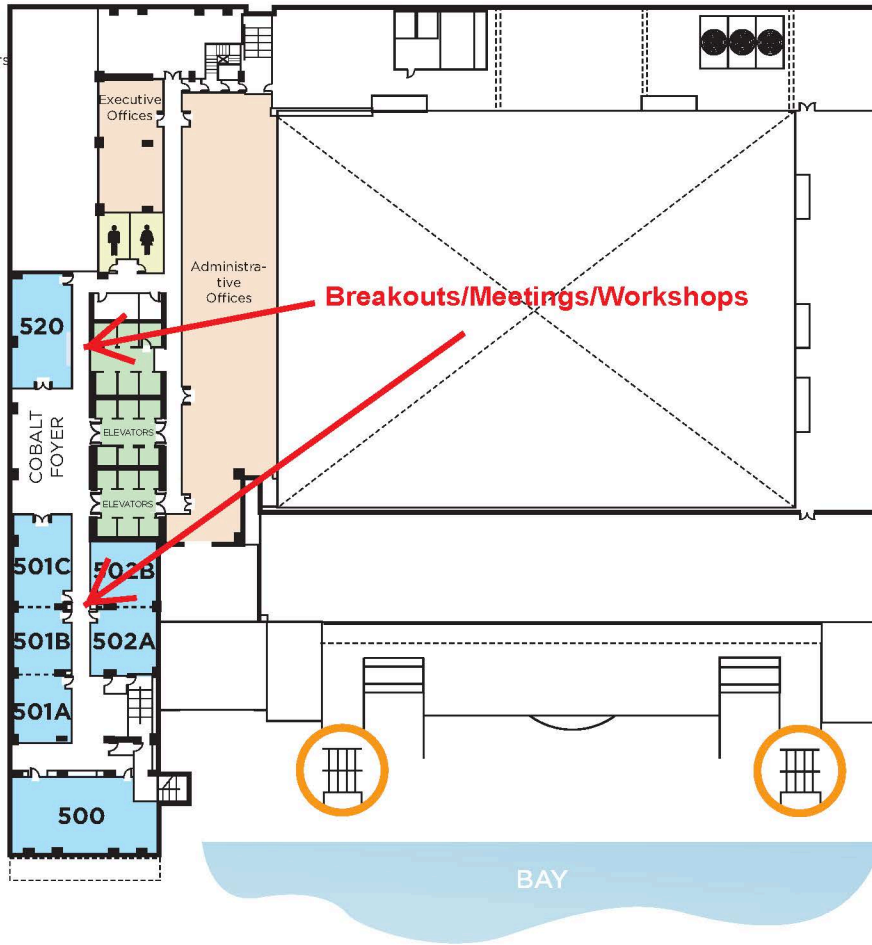 rs
Executive
Offices
Administra-
tive
Offices
Breakouts/Meetings/Workshops
520
COBALT
FOYER
ELEVATORS
ELEVATORS
501C
502B
501B
502A
501A
500
BAY